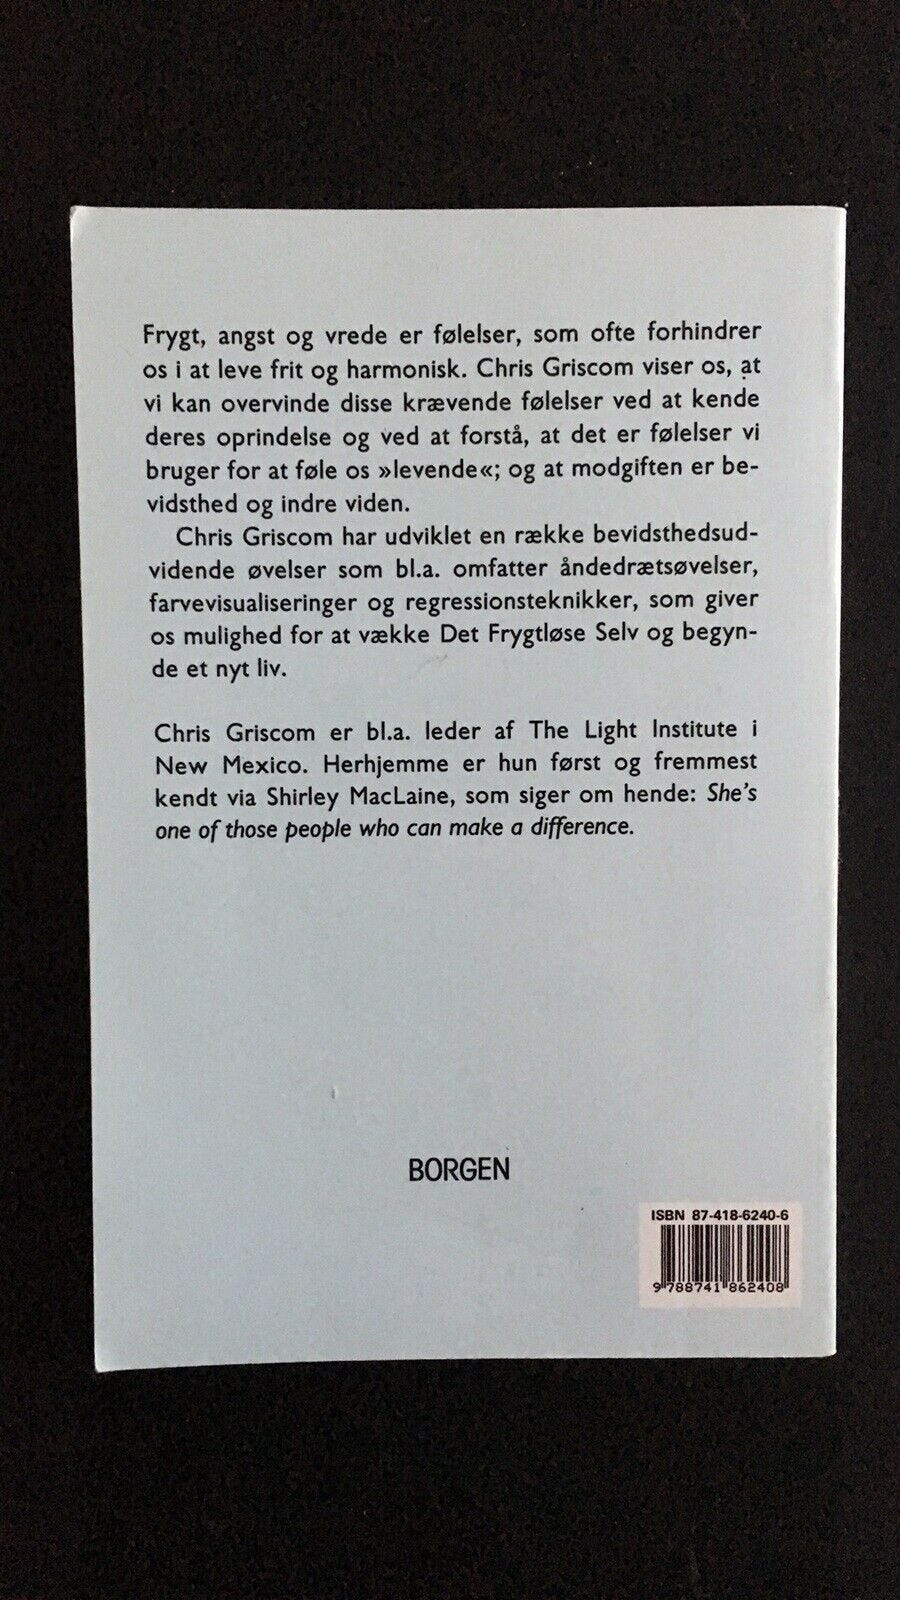 Frygt, angst og vrede er følelser, som ofte forhindrer
os i at leve frit og harmonisk. Chris Griscom viser os, at
vi kan overvinde disse krævende følelser ved at kende
deres oprindelse og ved at forstå, at det er følelser vi
bruger for at føle os »levende«; og at modgiften er be-
vidsthed og indre viden.
Chris Griscom har udviklet en række bevidsthedsud-
vidende øvelser som bl.a. omfatter åndedrætsøvelser,
farvevisualiseringer og regressionsteknikker, som giver
os mulighed for at vække Det Frygtløse Selv og begyn-
de et nyt liv.
Chris Griscom er bl.a. leder af The Light Institute i
New Mexico. Herhjemme er hun først og fremmest
kendt via Shirley MacLaine, som siger om hende: She's
one of those people who can make a difference.
BORGEN
ISBN 87-418-6240-6
9 788741 862408